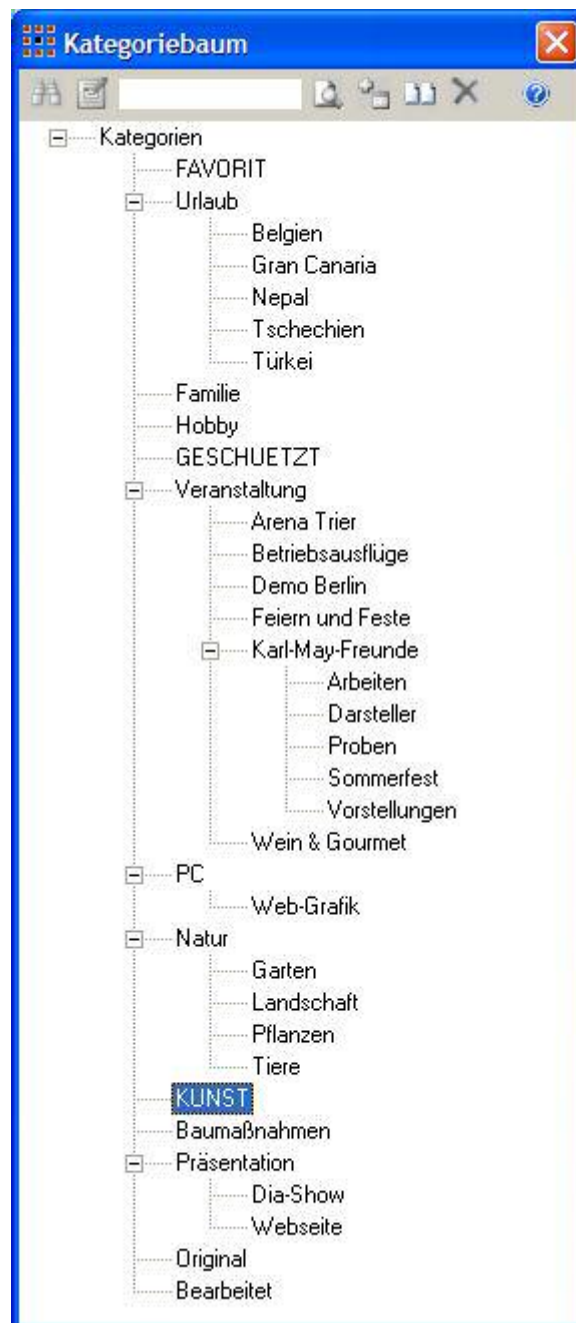 Kategoriebaum
Kategorien
FAVORIT
Urlaub
Belgien
Gran Canaria
Nepal
Tschechien
Türkei
Familie
Hobby
GESCHUETZT
Veranstaltung
Arena Trier
Betriebsausflüge
Demo Berlin
Feiern und Feste
Karl-May-Freunde
Arbeiten
Darsteller
Proben
Sommerfest
Vorstellungen
Wein & Gourmet
PC
Web-Grafik
Natur
Garten
Landschaft
Pflanzen
Tiere
KUNST
Baumaßnahmen
Präsentation
Dia-Show
Webseite
Original
Bearbeitet